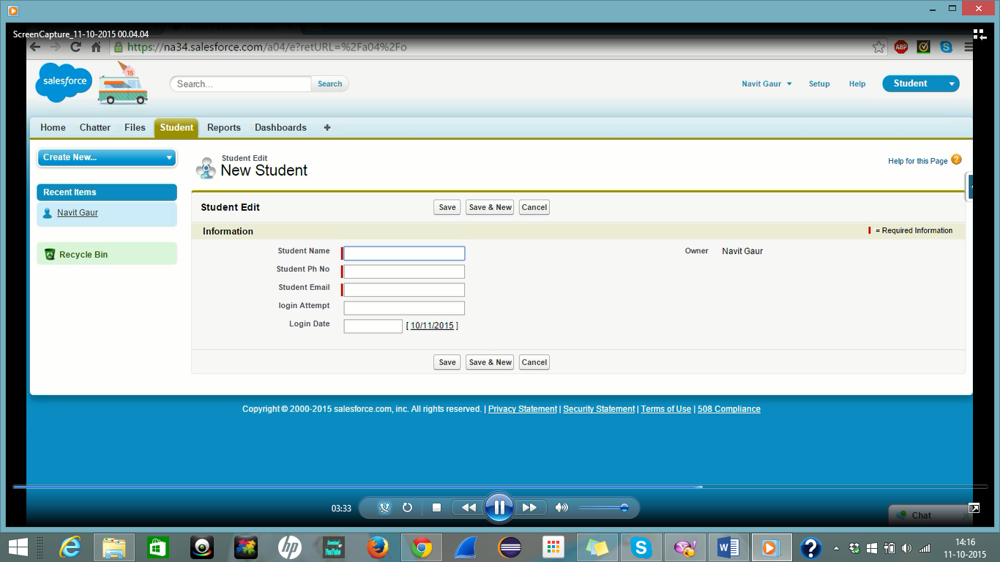 ScreenCapture_11-10-2015 00.04.04
https://na34.salesforce.com/a04/e?retURL=%2Fa04%2Fo
ABP
salesforce
15
Search...
Search
Navit Gaur
Setup
Help
Student
Home Chatter Files Student Reports Dashboards +
Create New...
Student Edit
New Student
Help for this Page ?
Recent Items
Navit Gaur
Recycle Bin
Student Edit
Save Save & New Cancel
Information
= Required Information
Student Name
Owner Navit Gaur
Student Ph No
Student Email
login Attempt
Login Date [ 10/11/2015 ]
Save Save & New Cancel
Copyright © 2000-2015 salesforce.com, inc. All rights reserved. | Privacy Statement | Security Statement | Terms of Use | 508 Compliance
03:33
Chat
14:16
11-10-2015